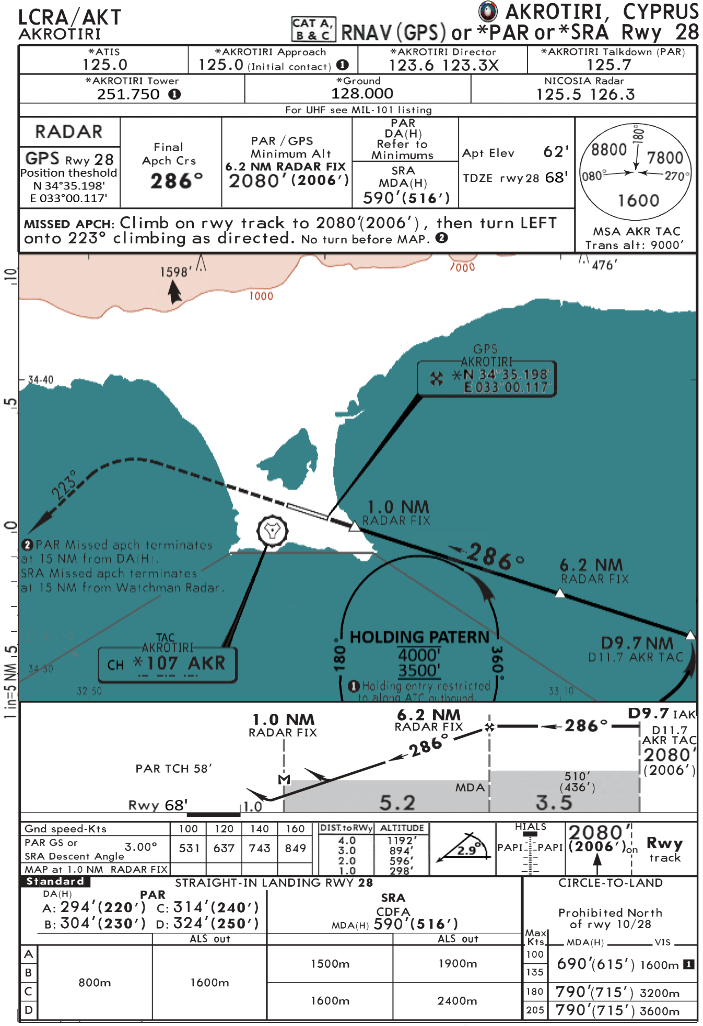 LCRA/AKT
AKROTIRI
CAT A,
B & C
AKROTIRI, CYPRUS
RNAV (GPS) or *PAR or *SRA Rwy 28
*ATIS
125.0
*AKROTIRI Approach
125.0 (Initial contact) 1
*AKROTIRI Director
123.6 123.3X
*AKROTIRI Talkdown (PAR)
125.7
*AKROTIRI Tower
251.750 1
*Ground
128.000
NICOSIA Radar
125.5 126.3
For UHF see MIL-101 listing
RADAR
GPS Rwy 28
Position theshold
N 34°35.198'
E 033°00.117'
Final
Apch Crs
286°
PAR/GPS
Minimum Alt
6.2 NM RADAR FIX
2080'(2006')
PAR
DA(H)
Refer to
Minimums
SRA
MDA(H)
590'(516')
Apt Elev 62'
TDZE rwy 28 68'
8800
180°
7800
080°
270°
1600
MSA AKR TAC
Trans alt: 9000'
MISSED APCH: Climb on rwy track to 2080'(2006'), then turn LEFT
onto 223° climbing as directed. No turn before MAP. 2
10
1598'
1000
7000
476'
34-40
GPS
AKROTIRI
*N 34°35.198'
E 033°00.117'
5
223°
1.0 NM
RADAR FIX
0
2 PAR Missed apch terminates
at 15 NM from DA(H).
SRA Missed apch terminates
at 15 NM from Watchman Radar.
286°
6.2 NM
RADAR FIX
TAC
AKROTIRI
CH *107 AKR
180°
HOLDING PATERN
4000'
3500'
360°
D9.7 NM
D11.7 AKR TAC
1 Holding entry restricted
to along ATC outbound.
34-30
32-50
33-10
1 in=5 NM
5
1.0 NM
RADAR FIX
6.2 NM
RADAR FIX
D9.7 IAK
D11.7
AKR TAC
2080'
(2006')
286°
286°
PAR TCH 58'
M
MDA
510'
(436')
Rwy 68'
1.0
5.2
3.5
Gnd speed-Kts 100 120 140 160
PAR GS or
SRA Descent Angle 3.00° 531 637 743 849
MAP at 1.0 NM RADAR FIX
DIST.toRWy ALTITUDE
4.0 1192'
3.0 894'
2.0 596'
1.0 298'
2.9°
HIALS
PAPI PAPI
2080'
(2006') on
Rwy
track
Standard
STRAIGHT-IN LANDING RWY 28
CIRCLE-TO-LAND
DA(H) PAR
A: 294'(220') C: 314'(240')
B: 304'(230') D: 324'(250')
SRA
CDFA
MDA(H) 590'(516')
Prohibited North
of rwy 10/28
ALS out
ALS out
Max
Kts.
MDA(H) VIS
A
B
C
D
800m
1600m
1500m
1900m
1600m
2400m
100
135
690'(615') 1600m 1
180 790'(715') 3200m
205 790'(715') 3600m